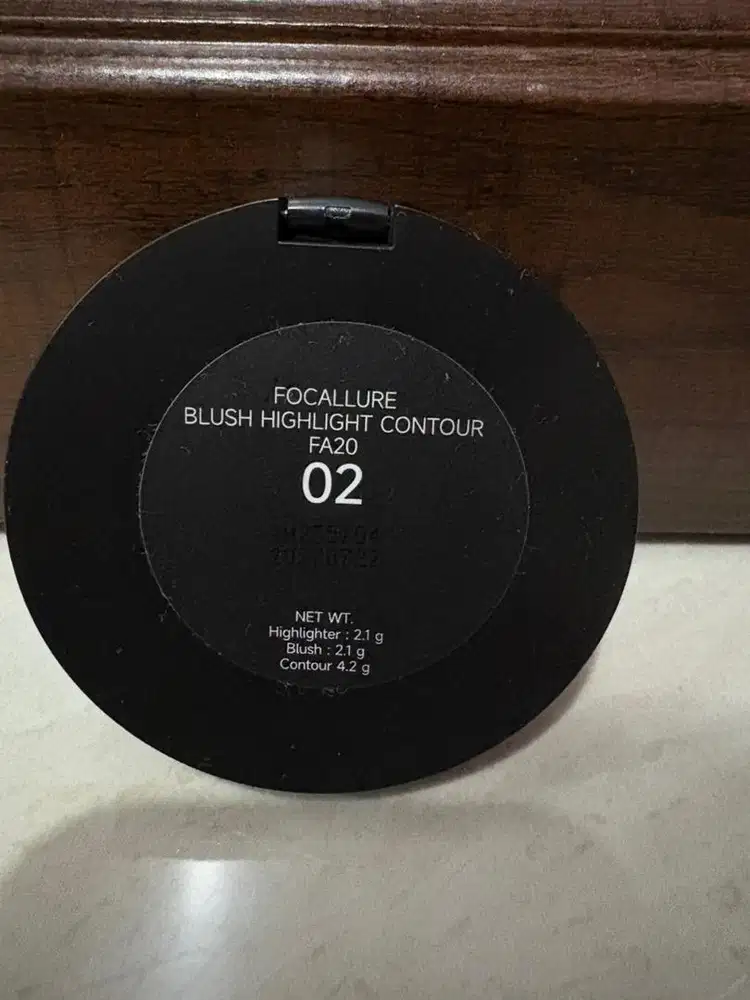 FOCALLURE
BLUSH HIGHLIGHT CONTOUR
FA20
02
NET WT.
Highlighter : 2.1 g
Blush : 2.1 g
Contour 4.2 g